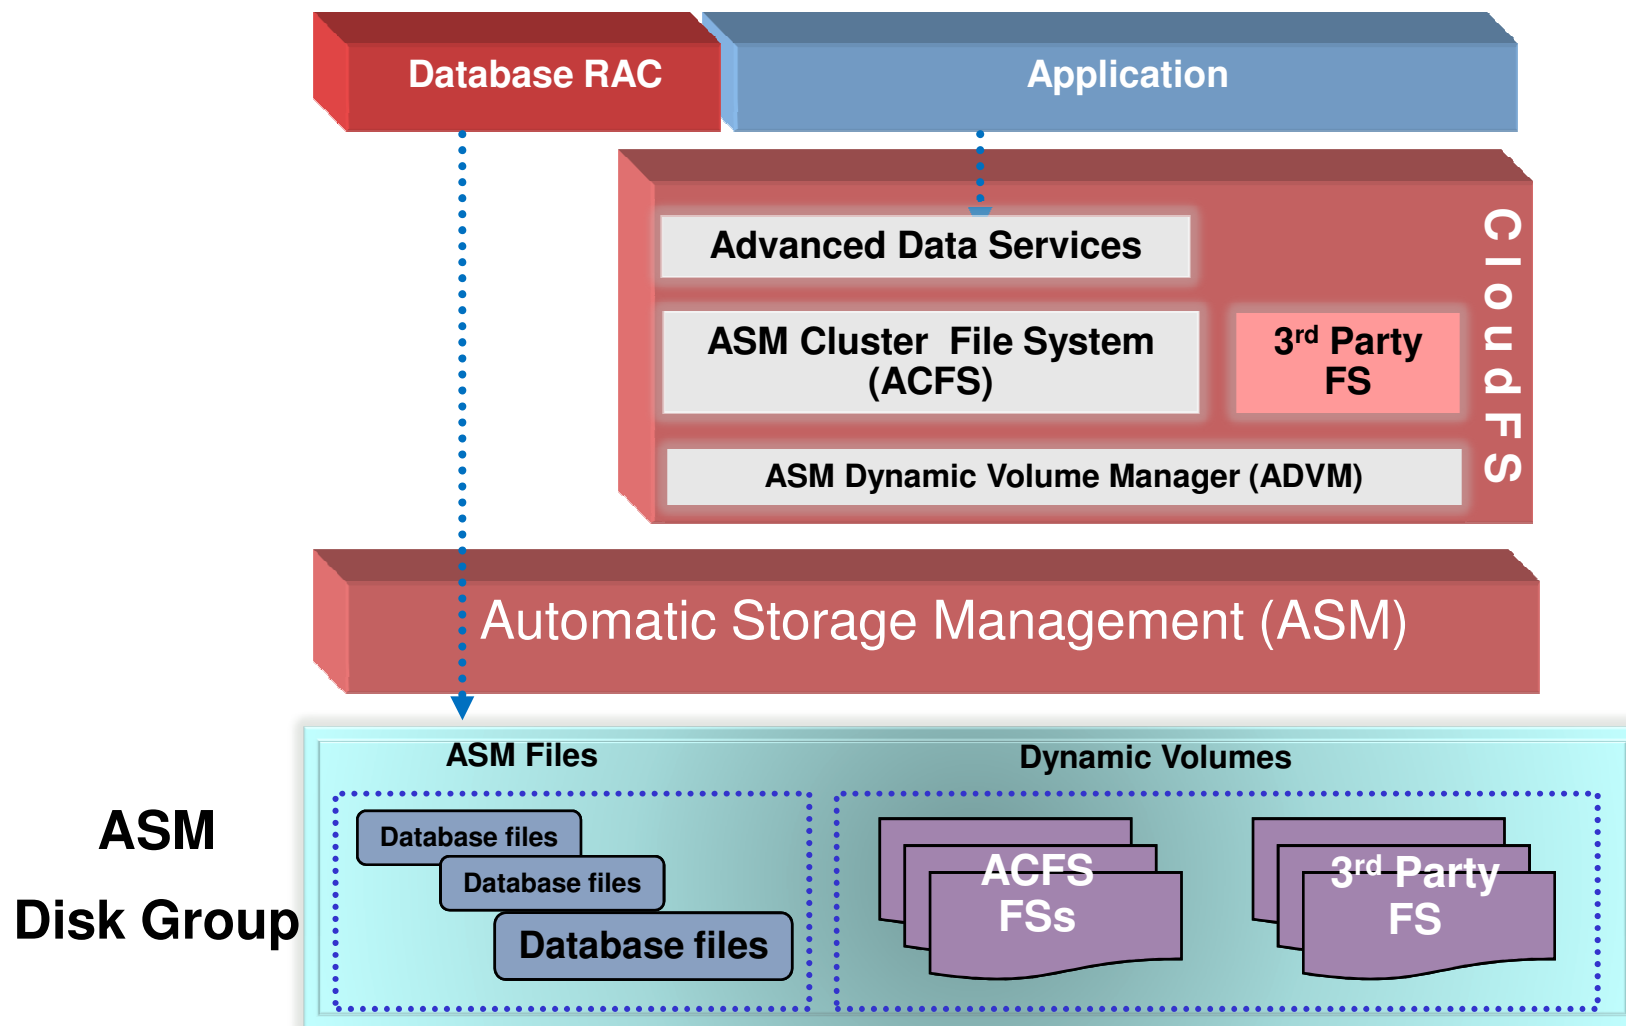 Database RAC
Application
Advanced Data Services
ASM Cluster File System
(ACFS)
3rd Party
FS
CloudFS
ASM Dynamic Volume Manager (ADVM)
Automatic Storage Management (ASM)
ASM
Disk Group
ASM Files
Dynamic Volumes
Database files
Database files
Database files
ACFS
FSs
3rd Party
FS